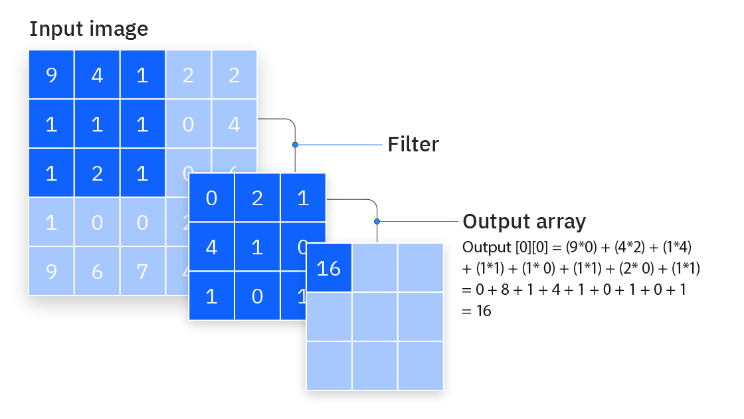 Input image
9 4 1 2 2
1 1 1 0 4
Filter
1 2 1
0 2 1
1 0 0
Output array
4 1 0
Output [0][0] = (9*0) + (4*2) + (1*4)
16
+ (1*1) + (1* 0) + (1*1) + (2* 0) + (1*1)
9 6 7
1 0 1
= 0 + 8 + 1 + 4 + 1 + 0 + 1 + 0 + 1
= 16